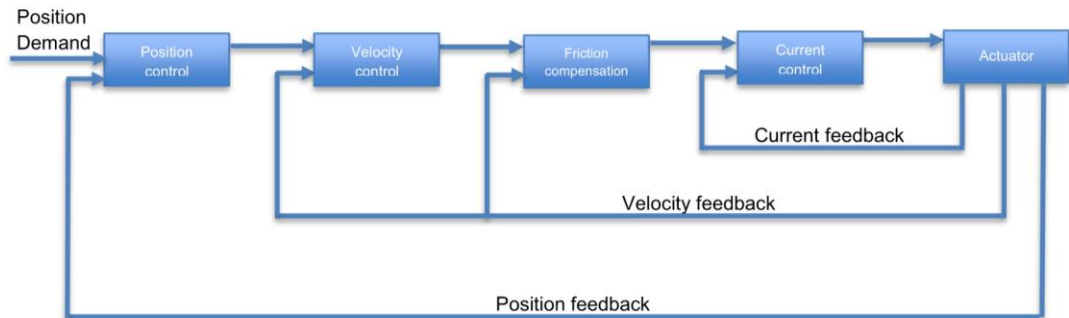 Position
Demand
Position
control
Velocity
control
Friction
compensation
Current
control
Actuator
Current feedback
Velocity feedback
Position feedback